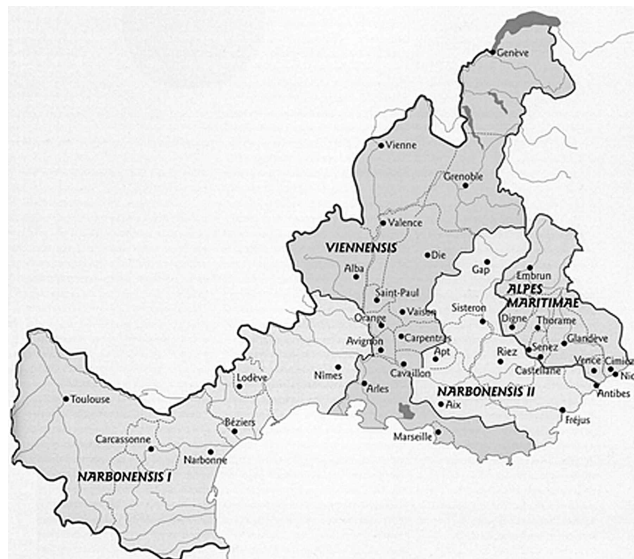 Genève
Vienne
Grenoble
Valence
VIENNENSIS
Die
Gap
Alba
Embrun
ALPES
MARITIMAE
Saint-Paul
Sisteron
Orange
Vaison
Digne
Thorame
Avignon
Carpentras
Senez
Glandève
Apt
Riez
Castellane
Vence
Nîmes
Cavaillon
Lodève
Arles
NARBONENSIS II
Antibes
Toulouse
Aix
Fréjus
Béziers
Marseille
Carcassonne
Narbonne
NARBONENSIS I